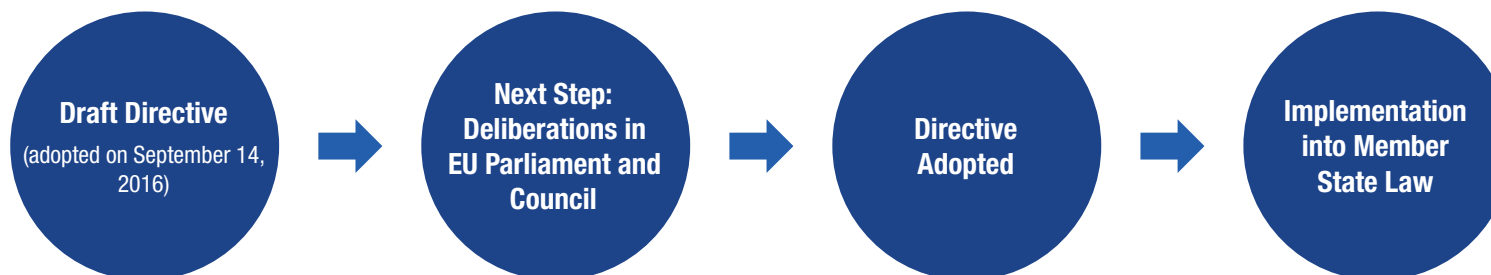 Draft Directive
(adopted on September 14,
2016)
Next Step:
Deliberations in
EU Parliament and
Council
Directive
Adopted
Implementation
into Member
State Law